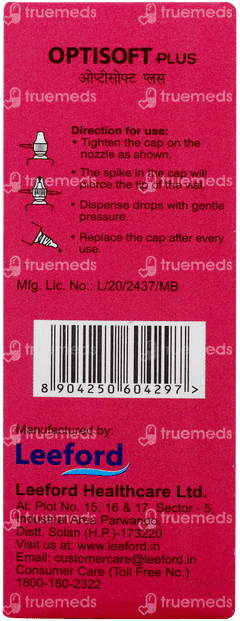 OPTISOFT PLUS
ओप्टीसोफ्ट प्लस
Direction for use:
• Tighten the cap on the
nozzle as shown.
• The spike in the cap will
pierce the tip of the vial.
• Dispense drops with gentle
pressure.
• Replace the cap after every
use.
Mfg. Lic. No.: L/20/2437/MB
8 904250 604297 >
Manufactured by:
Leeford
Leeford Healthcare Ltd.
At: Plot No. 15, 16 & 17, Sector - 5,
Industrial Area Parwanoo
Distt. Solan (H.P.)-173220
Visit us at: www.leeford.in
Email: customercare@leeford.in
Consumer Care (Toll Free No.)
1800-180-2322
truemeds